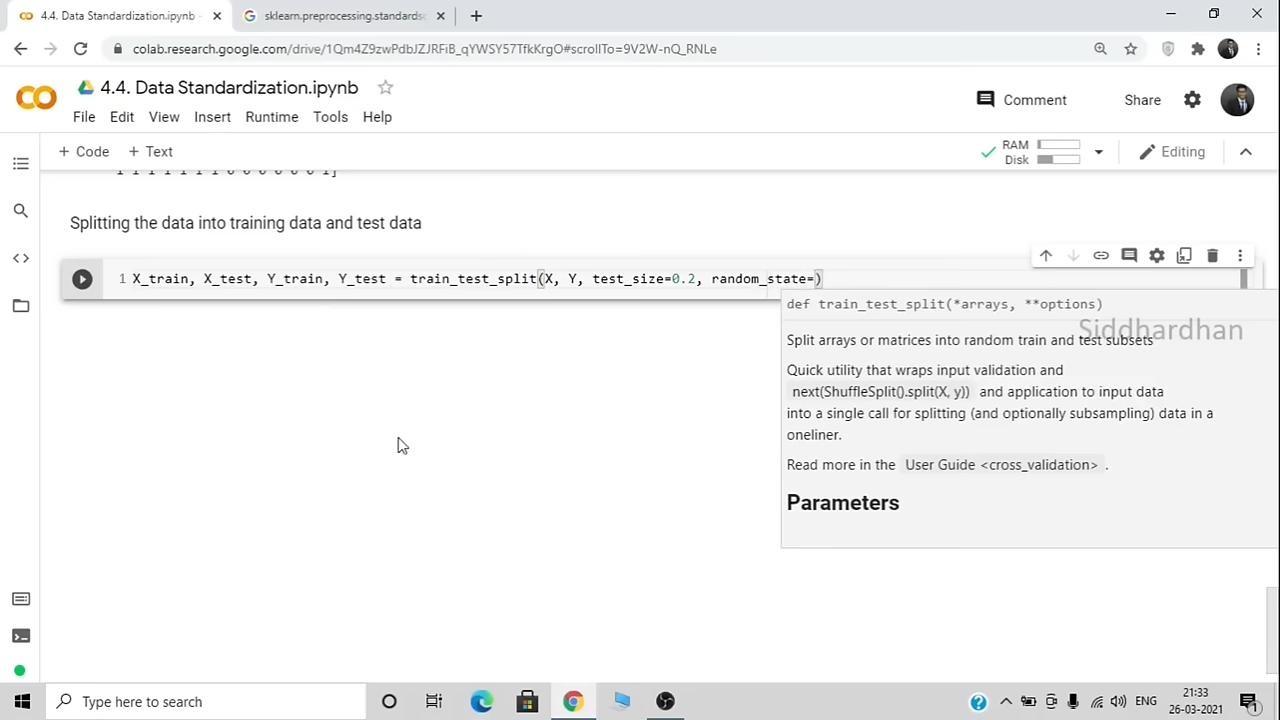 4.4. Data Standardization.ipynb
sklearn.preprocessing.standardsc
colab.research.google.com/drive/1Qm4Z9zwPdbJZJRFiB_qYWSY57TfkKrgO#scrollTo=9V2W-nQ_RNLe
4.4. Data Standardization.ipynb
Comment
Share
File Edit View Insert Runtime Tools Help
+ Code + Text
RAM
Disk
Editing
Splitting the data into training data and test data
1 X_train, X_test, Y_train, Y_test = train_test_split(X, Y, test_size=0.2, random_state=)
def train_test_split(*arrays, **options)
Siddhardhan
Split arrays or matrices into random train and test subsets
Quick utility that wraps input validation and
next(ShuffleSplit().split(X, y)) and application to input data
into a single call for splitting (and optionally subsampling) data in a
oneliner.
Read more in the User Guide <cross_validation> .
Parameters
Type here to search
ENG
21:33
26-03-2021
1